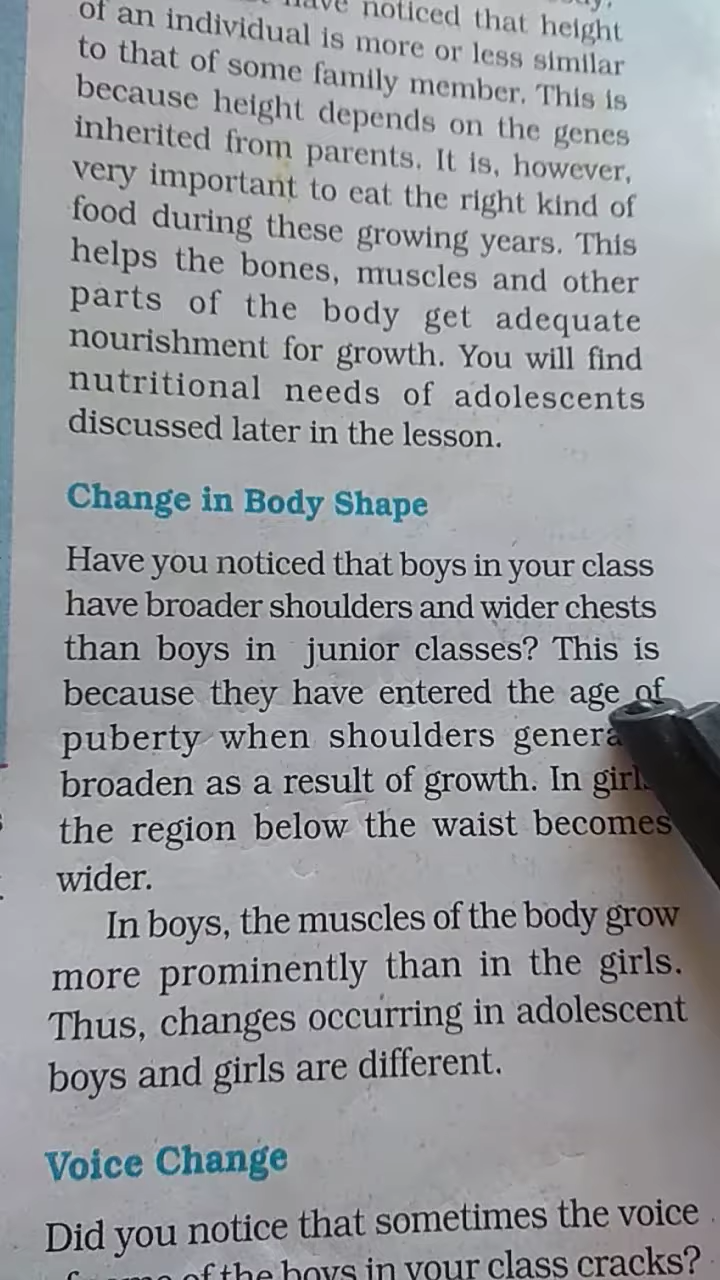 have noticed that height
of an individual is more or less similar
to that of some family member. This is
because height depends on the genes
inherited from parents. It is, however,
very important to eat the right kind of
food during these growing years. This
helps the bones, muscles and other
parts of the body get adequate
nourishment for growth. You will find
nutritional needs of adolescents
discussed later in the lesson.
Change in Body Shape
Have you noticed that boys in your class
have broader shoulders and wider chests
than boys in junior classes? This is
because they have entered the age of
puberty when shoulders
broaden as a result of growth. In
the region below the waist becomes
wider.
In boys, the muscles of the body grow
more prominently than in the girls.
Thus, changes occurring in adolescent
boys and girls are different.
Voice Change
Did you notice that sometimes the voice
of the boys in your class cracks?